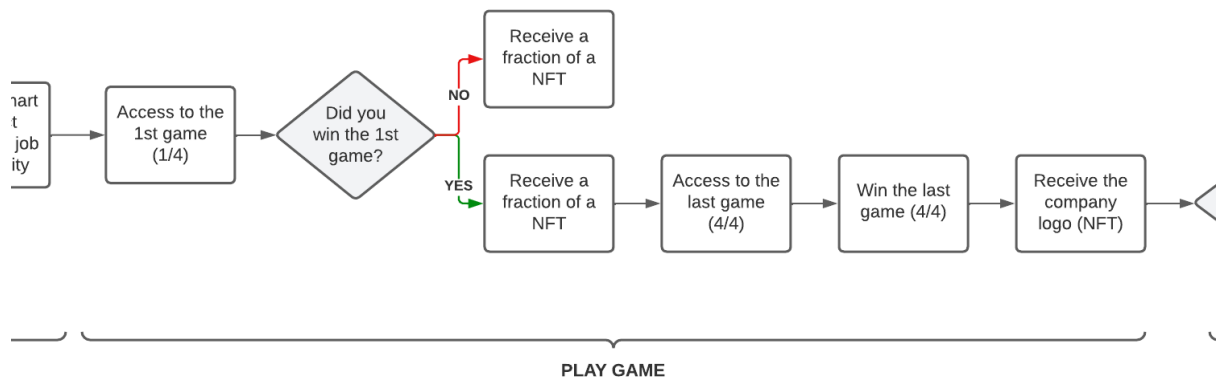 Receive a
fraction of a
NFT
job
Access to the
1st game
(1/4)
Did you
win the 1st
game?
NO
YES
Receive a
fraction of a
NFT
Access to the
last game
(4/4)
Win the last
game (4/4)
Receive the
company
logo (NFT)
PLAY GAME